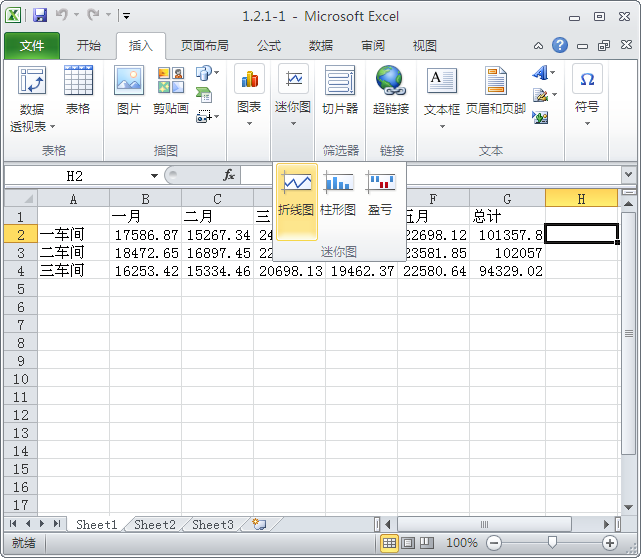 1.2.1-1 - Microsoft Excel
文件 开始 插入 页面布局 公式 数据 审阅 视图
数据透视表 表格 图片 剪贴画 图表 迷你图 切片器 超链接 文本框 页眉和页脚 符号
表格 插图 筛选器 链接 文本
H2 fx
折线图 柱形图 盈亏
迷你图
A B C F G H
1 一月 二月 三 五月 总计
2 一车间 17586.87 15267.34 24 22698.12 101357.8
3 二车间 18472.65 16897.45 22 23581.85 102057
4 三车间 16253.42 15334.46 20698.13 19462.37 22580.64 94329.02
5
6
7
8
9
10
11
12
13
14
15
16
17
Sheet1 Sheet2 Sheet3
就绪 100%